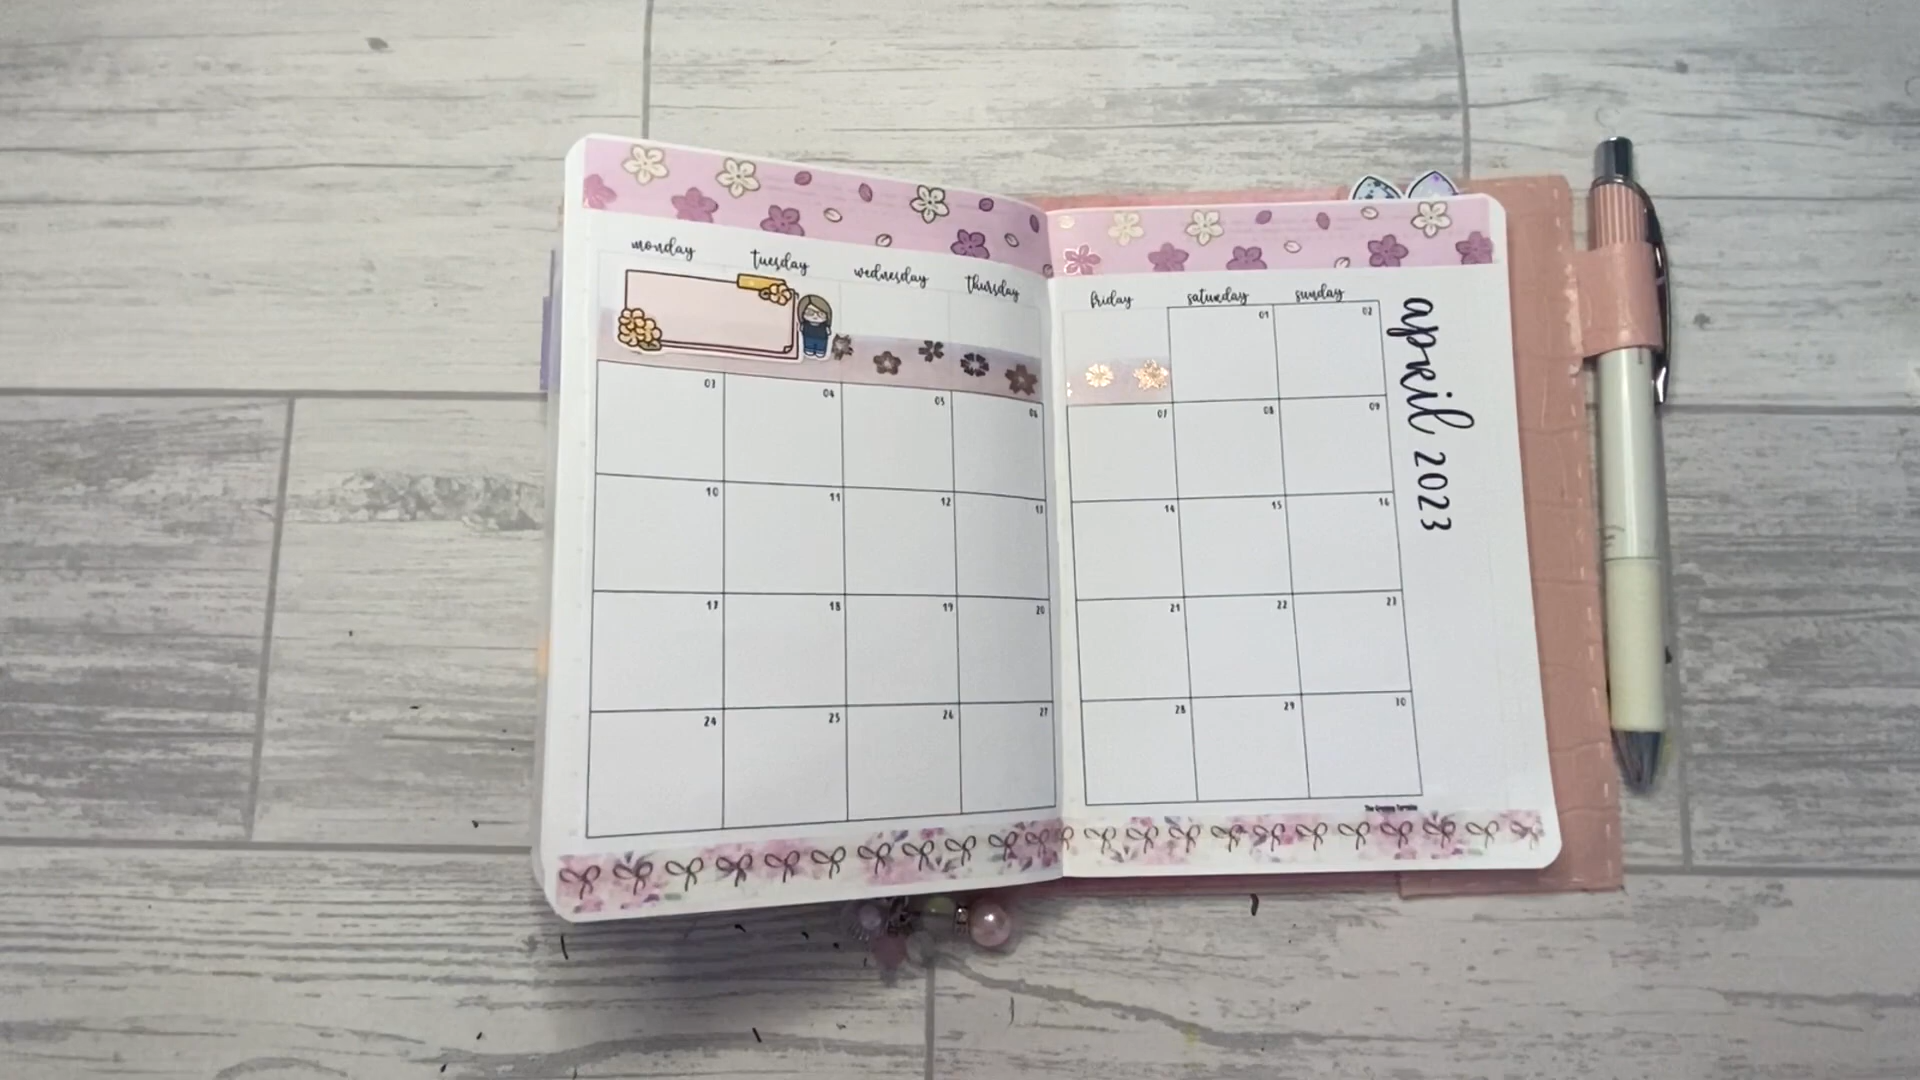 monday tuesday wednesday thursday friday saturday sunday
01 02
03 04 05 06 07 08 09
10 11 12 13 14 15 16
17 18 19 20 21 22 23
24 25 26 27 28 29 30
april 2023